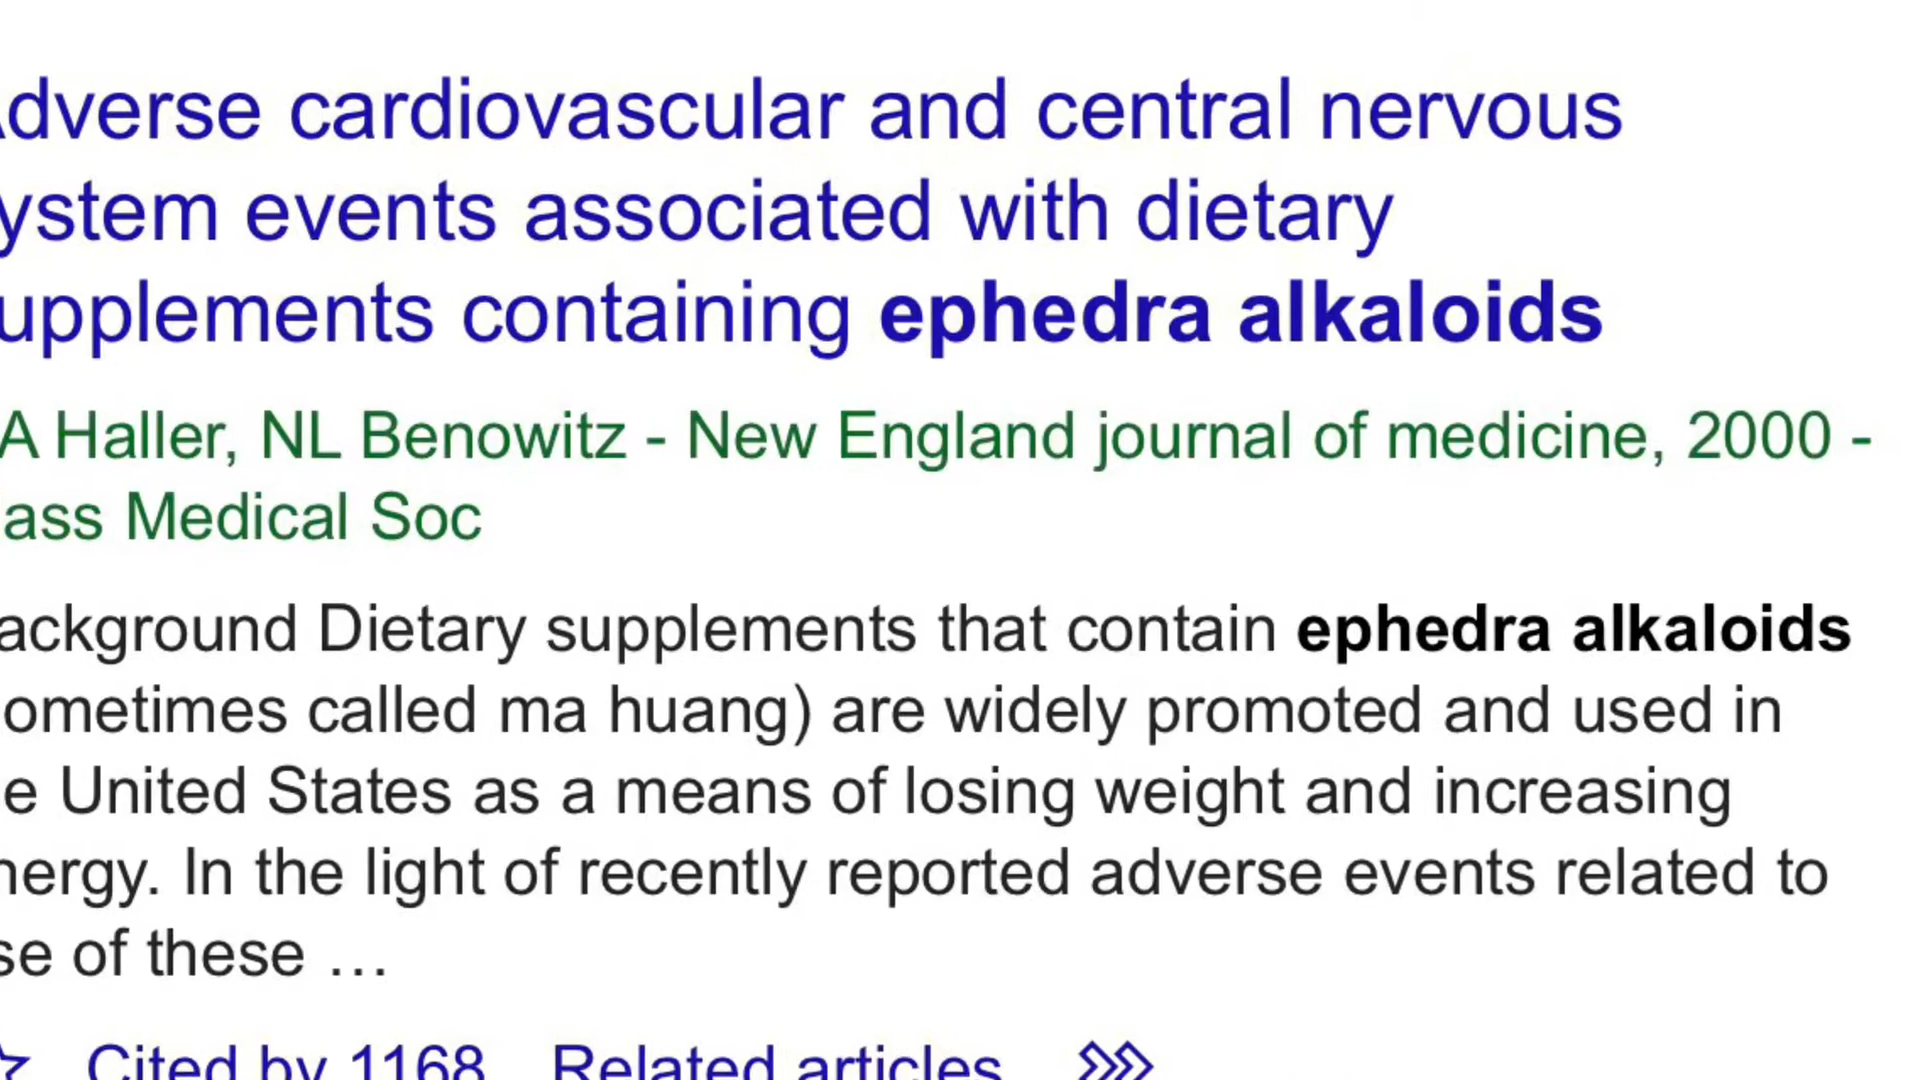 dverse cardiovascular and central nervous
ystem events associated with dietary
upplements containing ephedra alkaloids
A Haller, NL Benowitz - New England journal of medicine, 2000 -
ass Medical Soc
ackground Dietary supplements that contain ephedra alkaloids
ometimes called ma huang) are widely promoted and used in
e United States as a means of losing weight and increasing
nergy. In the light of recently reported adverse events related to
se of these …
Cited by 1168 Related articles